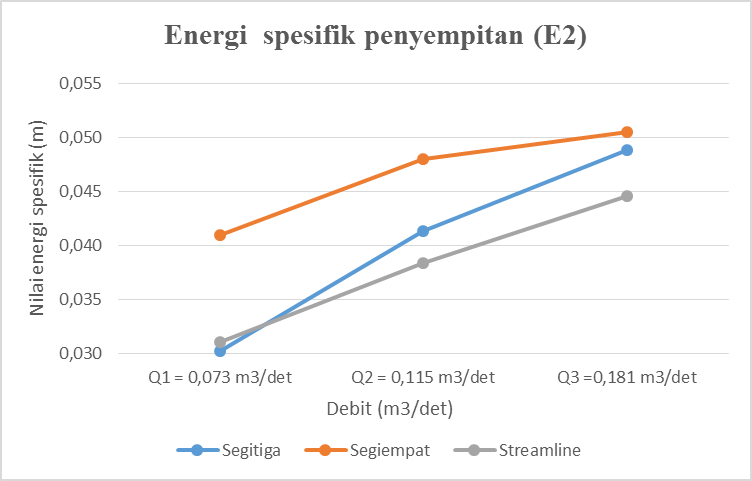 Energi spesifik penyempitan (E2)
0,055
0,050
0,045
0,040
0,035
0,030
Nilai energi spesifik (m)
Q1 = 0,073 m3/det Q2 = 0,115 m3/det Q3 =0,181 m3/det
Debit (m3/det)
Segitiga Segiempat Streamline